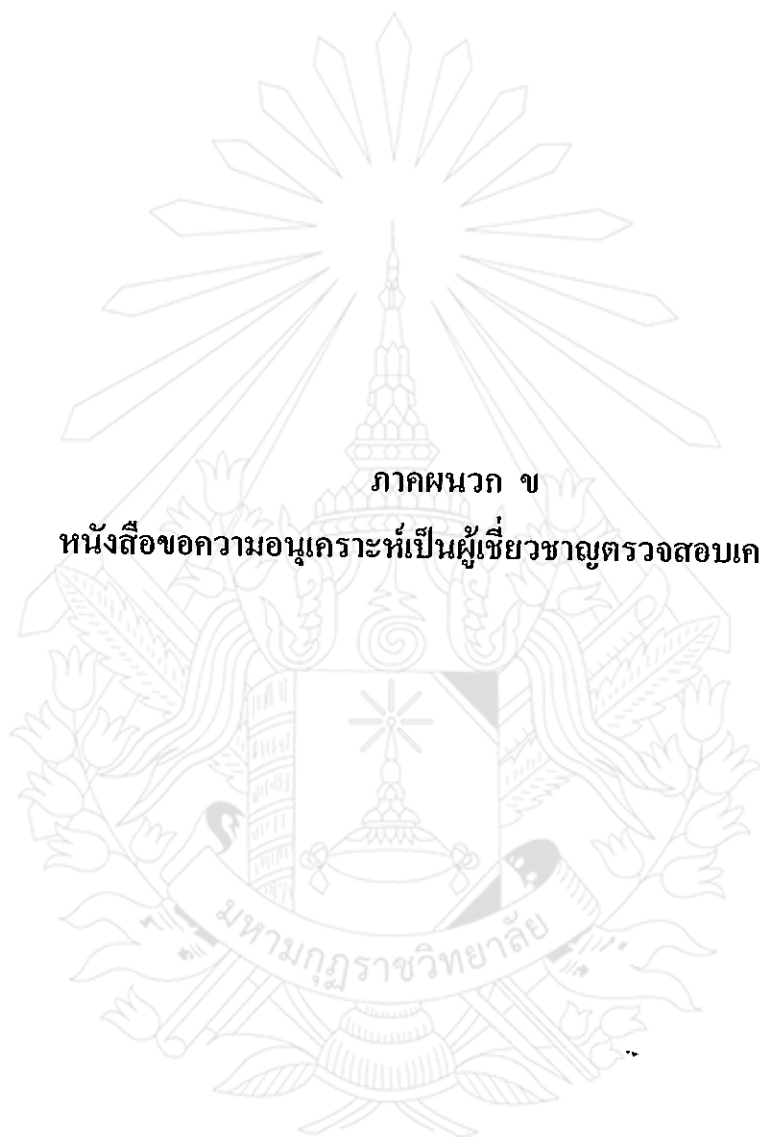 ภาคผนวก ข
หนังสือขอความอนุเคราะห์เป็นผู้เชี่ยวชาญตรวจสอบเค
มหามกุฏราชวิทยาลัย